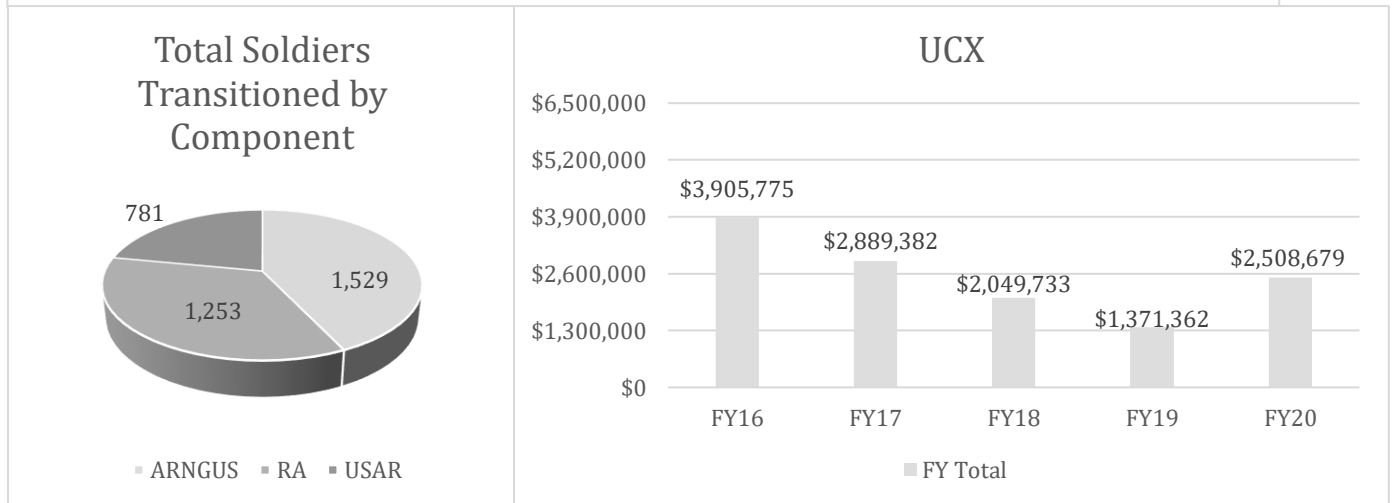 Total Soldiers
Transitioned by
Component
781
1,529
1,253
ARNGUS RA USAR
UCX
$6,500,000
$5,200,000
$3,900,000
$2,600,000
$1,300,000
$0
$3,905,775
$2,889,382
$2,049,733
$1,371,362
$2,508,679
FY16 FY17 FY18 FY19 FY20
FY Total